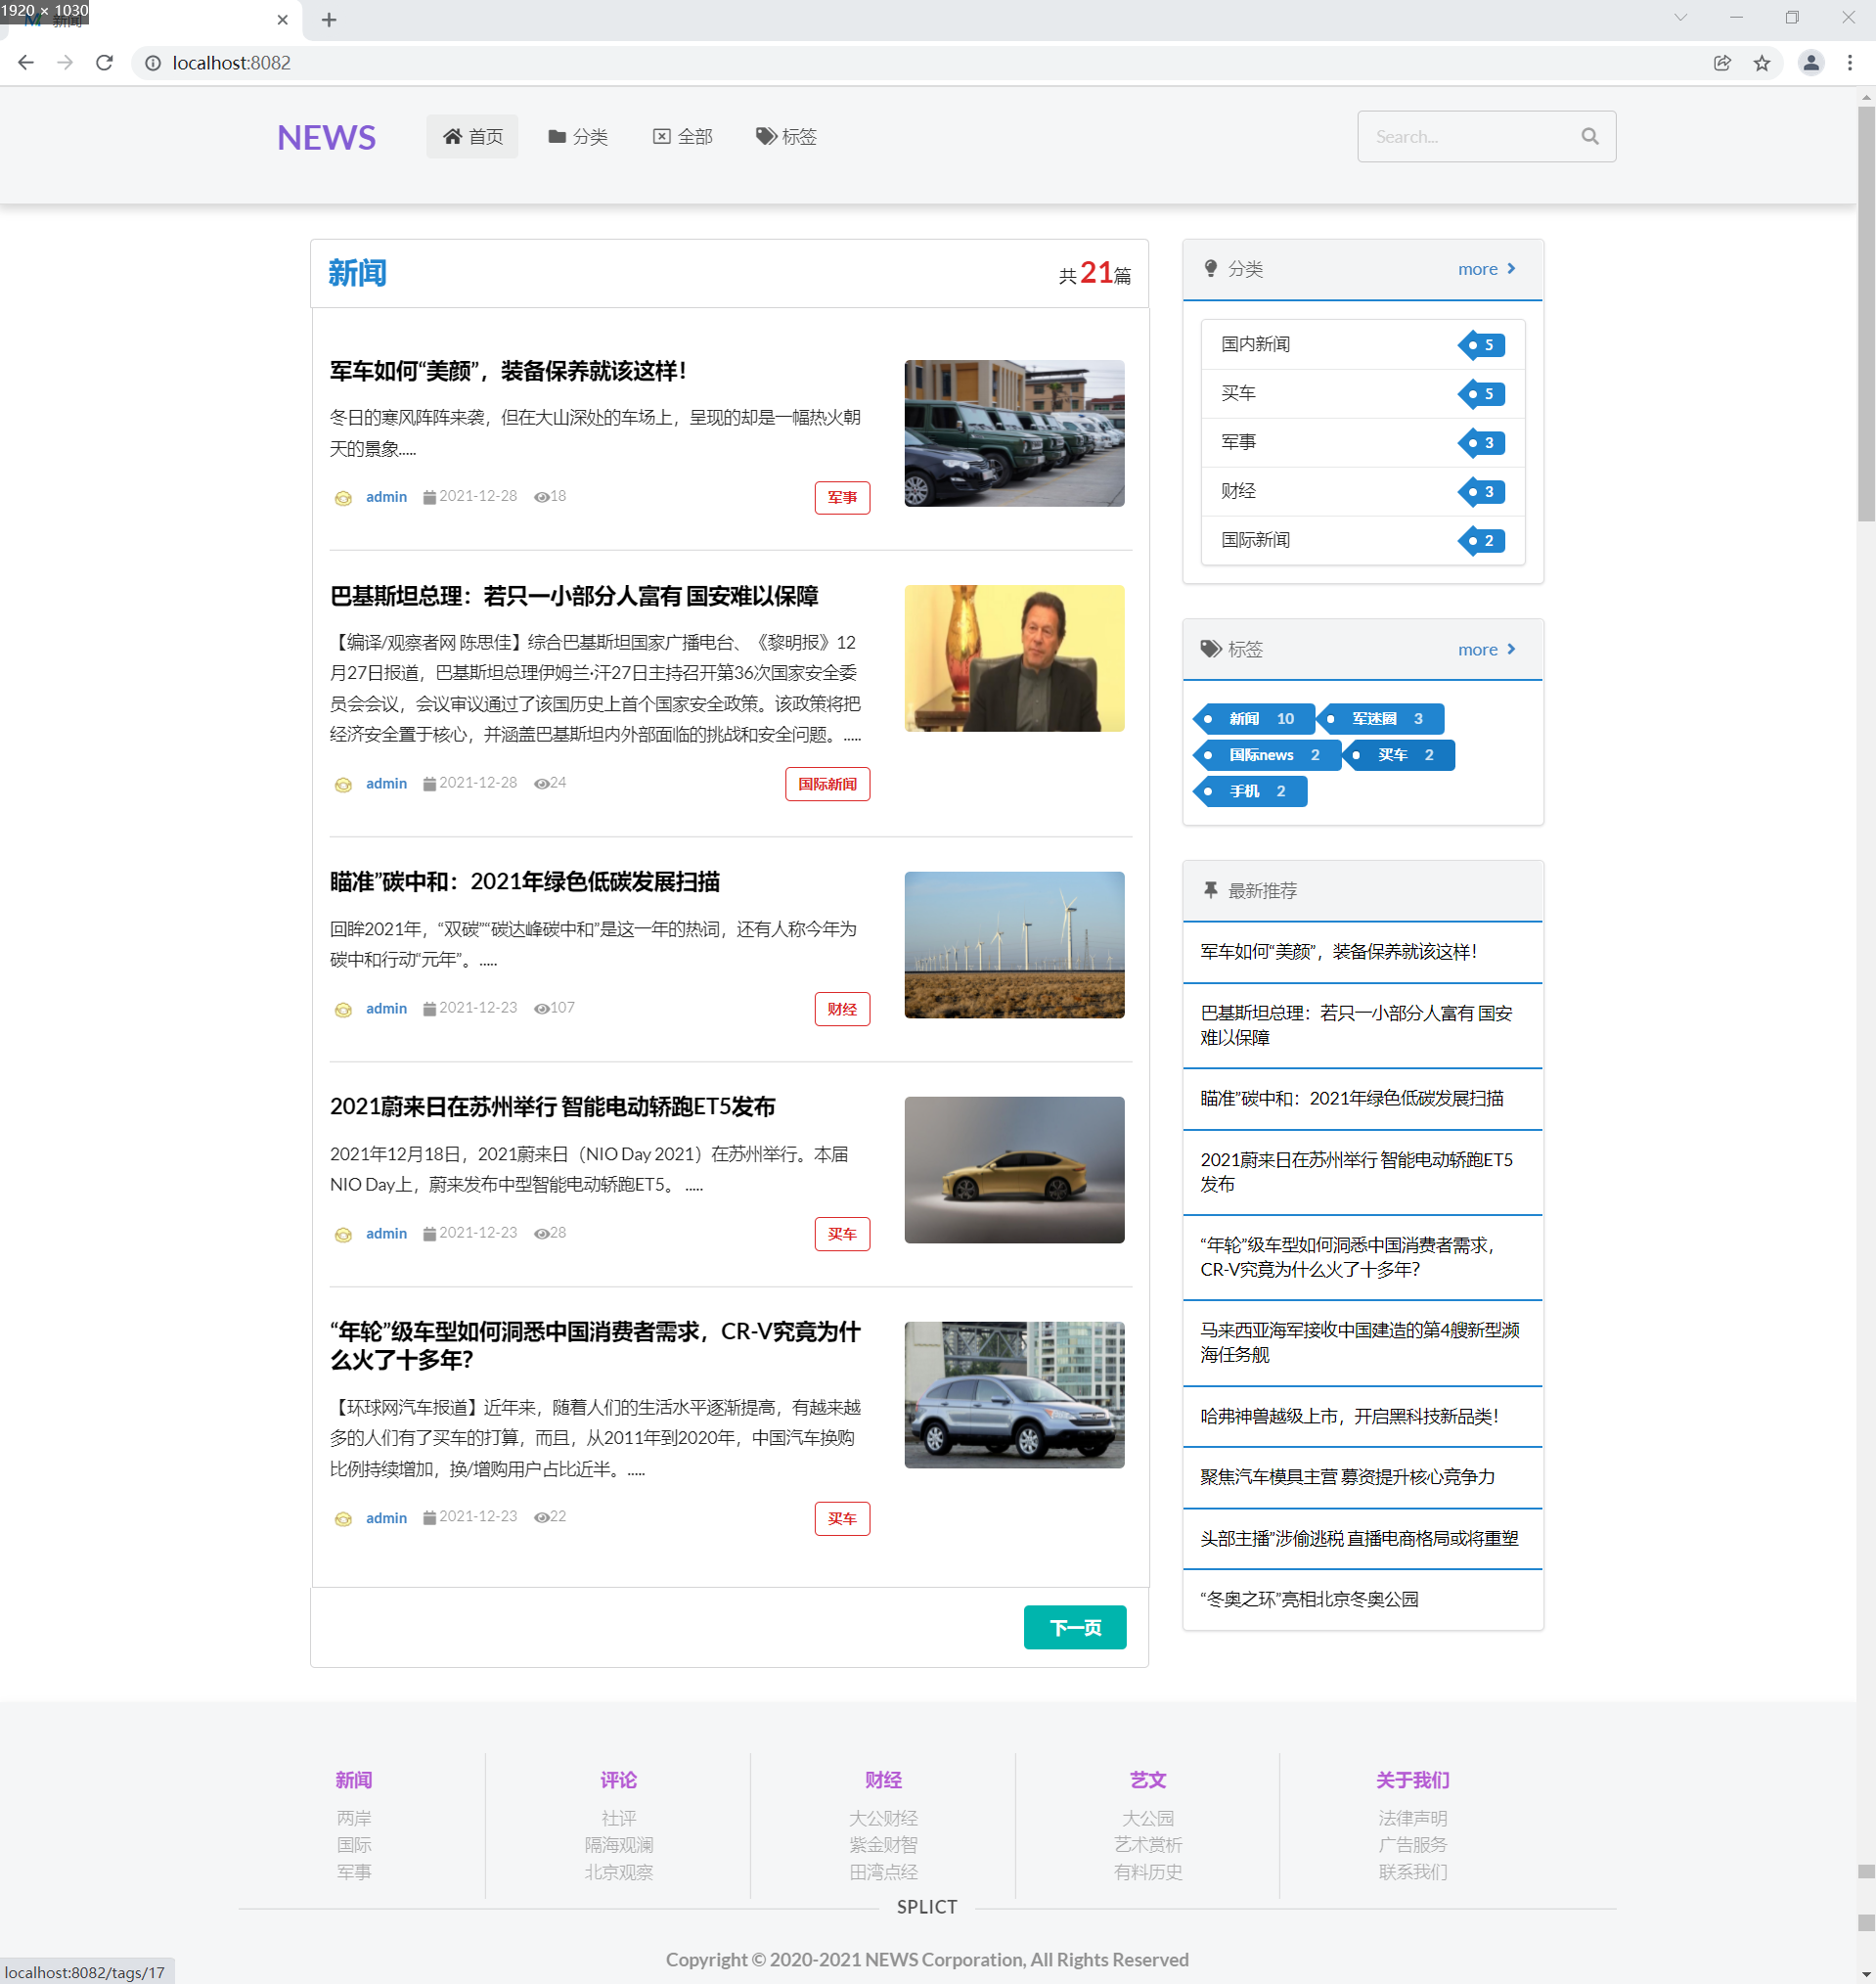 1920 × 1030
新闻
localhost:8082
NEWS
首页
分类
全部
标签
Search...
新闻
共21篇
军车如何“美颜”，装备保养就该这样！
冬日的寒风阵阵来袭，但在大山深处的车场上，呈现的却是一幅热火朝
天的景象.....
admin 2021-12-28 18
军事
巴基斯坦总理：若只一小部分人富有 国安难以保障
【编译/观察者网 陈思佳】综合巴基斯坦国家广播电台、《黎明报》12
月27日报道，巴基斯坦总理伊姆兰·汗27日主持召开第36次国家安全委
员会会议，会议审议通过了该国历史上首个国家安全政策。该政策将把
经济安全置于核心，并涵盖巴基斯坦内外部面临的挑战和安全问题。.....
admin 2021-12-28 24
国际新闻
瞄准”碳中和：2021年绿色低碳发展扫描
回眸2021年，“双碳”“碳达峰碳中和”是这一年的热词，还有人称今年为
碳中和行动“元年”。.....
admin 2021-12-23 107
财经
2021蔚来日在苏州举行 智能电动轿跑ET5发布
2021年12月18日，2021蔚来日（NIO Day 2021）在苏州举行。本届
NIO Day上，蔚来发布中型智能电动轿跑ET5。 .....
admin 2021-12-23 28
买车
“年轮”级车型如何洞悉中国消费者需求，CR-V究竟为什
么火了十多年？
【环球网汽车报道】近年来，随着人们的生活水平逐渐提高，有越来越
多的人们有了买车的打算，而且，从2011年到2020年，中国汽车换购
比例持续增加，换/增购用户占比近半。.....
admin 2021-12-23 22
买车
下一页
分类 more
国内新闻 5
买车 5
军事 3
财经 3
国际新闻 2
标签 more
新闻 10 军迷圈 3
国际news 2 买车 2
手机 2
最新推荐
军车如何“美颜”，装备保养就该这样！
巴基斯坦总理：若只一小部分人富有 国安
难以保障
瞄准”碳中和：2021年绿色低碳发展扫描
2021蔚来日在苏州举行 智能电动轿跑ET5
发布
“年轮”级车型如何洞悉中国消费者需求，
CR-V究竟为什么火了十多年？
马来西亚海军接收中国建造的第4艘新型濒
海任务舰
哈弗神兽越级上市，开启黑科技新品类！
聚焦汽车模具主营 募资提升核心竞争力
头部主播”涉偷逃税 直播电商格局或将重塑
“冬奥之环”亮相北京冬奥公园
新闻
两岸
国际
军事
评论
社评
隔海观澜
北京观察
财经
大公财经
紫金财智
田湾点经
艺文
大公园
艺术赏析
有料历史
关于我们
法律声明
广告服务
联系我们
SPLICT
Copyright © 2020-2021 NEWS Corporation, All Rights Reserved
localhost:8082/tags/17